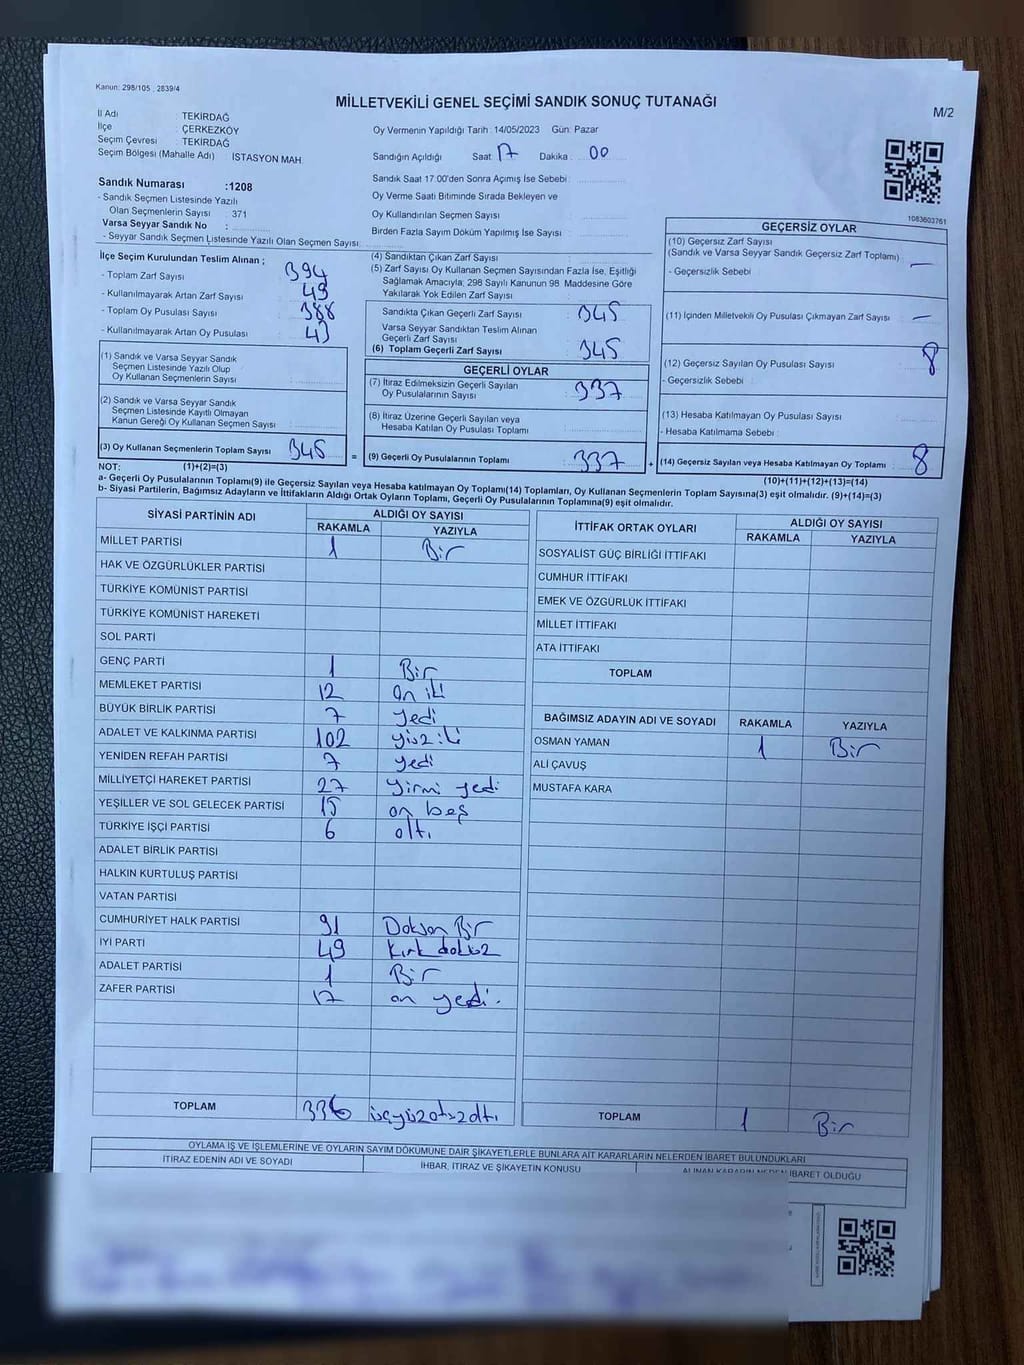 Kanun: 298/105 , 2839/4
MİLLETVEKİLİ GENEL SEÇİMİ SANDIK SONUÇ TUTANAĞI
M/2
İl Adı : TEKİRDAĞ
İlçe : ÇERKEZKÖY
Seçim Çevresi : TEKİRDAĞ
Seçim Bölgesi (Mahalle Adı) : İSTASYON MAH.
Oy Vermenin Yapıldığı Tarih : 14/05/2023 Gün: Pazar
Sandığın Açıldığı Saat : 17 Dakika : 00
Sandık Saat 17:00'den Sonra Açımış İse Sebebi :
Oy Verme Saati Bitiminde Sırada Bekleyen ve
Oy Kullandırılan Seçmen Sayısı
Birden Fazla Sayım Döküm Yapılmış İse Sayısı :
Sandık Numarası :1208
- Sandık Seçmen Listesinde Yazılı
Olan Seçmenlerin Sayısı : 371
Varsa Seyyar Sandık No :
- Seyyar Sandık Seçmen Listesinde Yazılı Olan Seçmen Sayısı:
1083603761
İlçe Seçim Kurulundan Teslim Alınan ;
- Toplam Zarf Sayısı : 394
- Kullanılmayarak Artan Zarf Sayısı : 49
- Toplam Oy Pusulası Sayısı : 388
- Kullanılmayarak Artan Oy Pusulası : 43
(1) Sandık ve Varsa Seyyar Sandık
Seçmen Listesinde Yazılı Olup
Oy Kullanan Seçmenlerin Sayısı :
(2) Sandık ve Varsa Seyyar Sandık
Seçmen Listesinde Kayıtlı Olmayan
Kanun Gereği Oy Kullanan Seçmen Sayısı :
(3) Oy Kullanan Seçmenlerin Toplam Sayısı : 345 =
(4) Sandıktan Çıkan Zarf Sayısı :
(5) Zarf Sayısı Oy Kullanan Seçmen Sayısından Fazla İse, Eşitliği
Sağlamak Amacıyla; 298 Sayılı Kanunun 98. Maddesine Göre
Yakılarak Yok Edilen Zarf Sayısı :
Sandıkta Çıkan Geçerli Zarf Sayısı : 345
Varsa Seyyar Sandıktan Teslim Alınan
Geçerli Zarf Sayısı :
(6) Toplam Geçerli Zarf Sayısı : 345
GEÇERLİ OYLAR
(7) İtiraz Edilmeksizin Geçerli Sayılan
Oy Pusulalarının Sayısı : 337
(8) İtiraz Üzerine Geçerli Sayılan veya
Hesaba Katılan Oy Pusulası Toplamı :
(9) Geçerli Oy Pusulalarının Toplamı : 337 +
GEÇERSİZ OYLAR
(10) Geçersiz Zarf Sayısı
(Sandık ve Varsa Seyyar Sandık Geçersiz Zarf Toplamı) : —
- Geçersizlik Sebebi :
(11) İçinden Milletvekili Oy Pusulası Çıkmayan Zarf Sayısı : —
(12) Geçersiz Sayılan Oy Pusulası Sayısı : 8
- Geçersizlik Sebebi :
(13) Hesaba Katılmayan Oy Pusulası Sayısı :
- Hesaba Katılmama Sebebi :
(14) Geçersiz Sayılan veya Hesaba Katılmayan Oy Pusulası Toplamı : 8
NOT: (1)+(2)=(3) (10)+(11)+(12)+(13)=(14)
a- Geçerli Oy Pusulalarının Toplamı(9) ile Geçersiz Sayılan veya Hesaba katılmayan Oy Toplamı(14) Toplamları, Oy Kullanan Seçmenlerin Toplam Sayısına(3) eşit olmalıdır. (9)+(14)=(3)
b- Siyasi Partilerin, Bağımsız Adayların ve İttifakların Aldığı Ortak Oyların Toplamı, Geçerli Oy Pusulalarının Toplamına(9) eşit olmalıdır.
SİYASİ PARTİNİN ADI ALDIĞI OY SAYISI
RAKAMLA YAZIYLA
MİLLET PARTİSİ 1 Bir
HAK VE ÖZGÜRLÜKLER PARTİSİ
TÜRKİYE KOMÜNİST PARTİSİ
TÜRKİYE KOMÜNİST HAREKETİ
SOL PARTİ
GENÇ PARTİ 1 Bir
MEMLEKET PARTİSİ 12 on iki
BÜYÜK BİRLİK PARTİSİ 7 yedi
ADALET VE KALKINMA PARTİSİ 102 yüz iki
YENİDEN REFAH PARTİSİ 7 yedi
MİLLİYETÇİ HAREKET PARTİSİ 27 yirmi yedi
YEŞİLLER VE SOL GELECEK PARTİSİ 15 on beş
TÜRKİYE İŞÇİ PARTİSİ 6 altı
ADALET BİRLİK PARTİSİ
HALKIN KURTULUŞ PARTİSİ
VATAN PARTİSİ
CUMHURİYET HALK PARTİSİ 91 Doksan Bir
İYİ PARTİ 49 Kırk dokuz
ADALET PARTİSİ 1 Bir
ZAFER PARTİSİ 17 on yedi.
TOPLAM 336 üçyüzotuzaltı
İTTİFAK ORTAK OYLARI ALDIĞI OY SAYISI
RAKAMLA YAZIYLA
SOSYALİST GÜÇ BİRLİĞİ İTTİFAKI
CUMHUR İTTİFAKI
EMEK VE ÖZGÜRLÜK İTTİFAKI
MİLLET İTTİFAKI
ATA İTTİFAKI
TOPLAM
BAĞIMSIZ ADAYIN ADI VE SOYADI RAKAMLA YAZIYLA
OSMAN YAMAN 1 Bir
ALİ ÇAVUŞ
MUSTAFA KARA
TOPLAM 1 Bir
OYLAMA İŞ VE İŞLEMLERİNE VE OYLARIN SAYIM DÖKÜMÜNE DAİR ŞİKAYETLERLE BUNLARA AİT KARARLARIN NELERDEN İBARET BULUNDUKLARI
İTİRAZ EDENİN ADI VE SOYADI İHBAR, İTİRAZ VE ŞİKAYETİN KONUSU ALINAN KARARIN NEDEN İBARET OLDUĞU